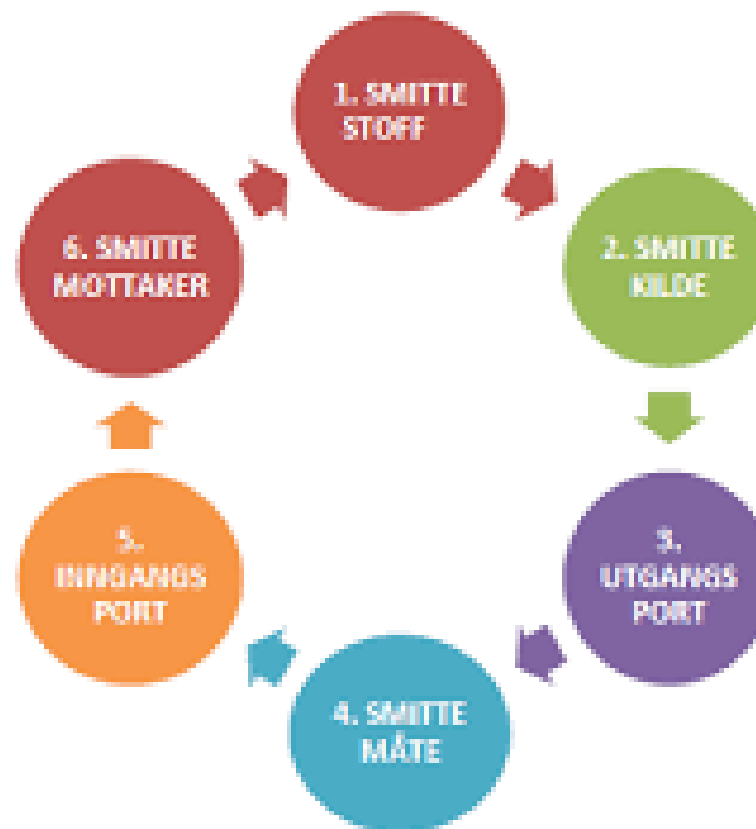 1. SMITTE
STOFF
2. SMITTE
KILDE
3.
UTGANGS
PORT
4. SMITTE
MÅTE
5.
INNGANGS
PORT
6. SMITTE
MOTTAKER